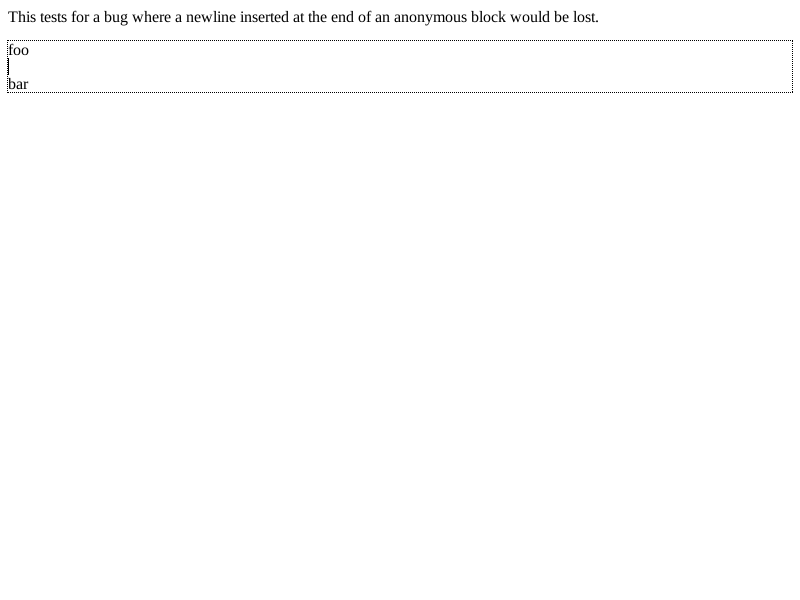 This tests for a bug where a newline inserted at the end of an anonymous block would be lost.
foo
bar